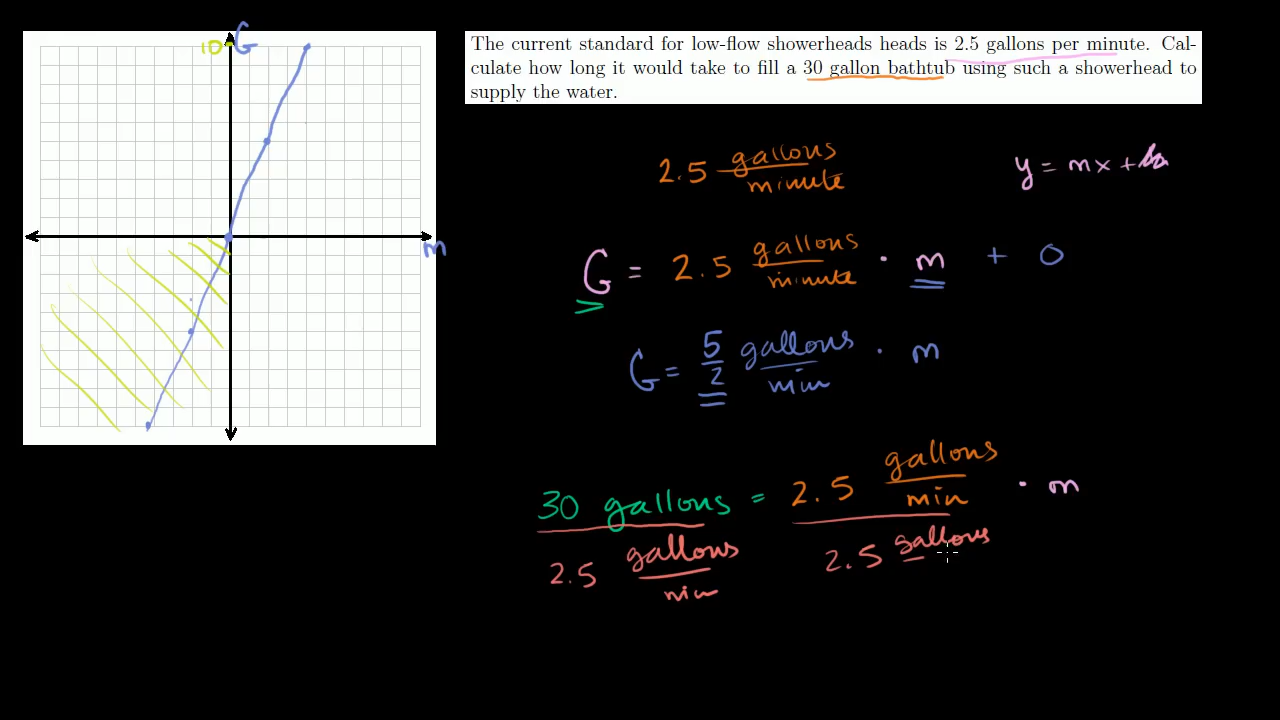 10 G
m
The current standard for low-flow showerheads heads is 2.5 gallons per minute. Cal-
culate how long it would take to fill a 30 gallon bathtub using such a showerhead to
supply the water.
2.5 gallons
minute
y = mx +
G = 2.5 gallons / minute · m + 0
G = 5/2 gallons / min · m
30 gallons = 2.5 gallons / min · m
2.5 gallons / min 2.5 gallons